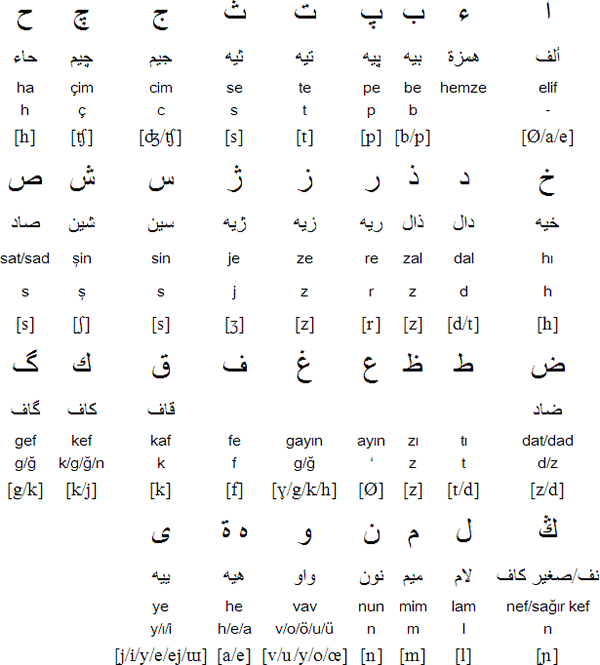 ا ء ب پ ت ث ج چ ح
ألف همزة بيه پيه تيه ثيه جيم چيم حاء
ha çim cim se te pe be hemze elif
h ç c s t p b -
[h] [ʧ] [ʤ/ʧ] [s] [t] [p] [b/p] [Ø/a/e]
خ د ذ ر ز ژ س ش ص
خيه دال ذال ريه زيه ژيه سين شين صاد
sat/sad șin sin je ze re zal dal hı
s ș s j z r z d h
[s] [ʃ] [s] [ʒ] [z] [r] [z] [d/t] [h]
ض ط ظ ع غ ف ق ك گ
ضاد قاف كاف گاف
gef kef kaf fe gayın ayın zı tı dat/dad
g/ğ k/g/ğ/n k f g/ğ ‘ z t d/z
[g/k] [k/j] [k] [f] [ɣ/g/k/h] [Ø] [z] [t/d] [z/d]
ڭ ل م ن و ه ة ى
نف/صغير كاف لام ميم نون واو هيه ييه
ye he vav nun mim lam nef/sağır kef
y/ı/i h/e/a v/o/ö/u/ü n m l n
[j/i/y/e/ej/ɯ] [a/e] [v/u/y/o/œ] [n] [m] [l] [ɲ]